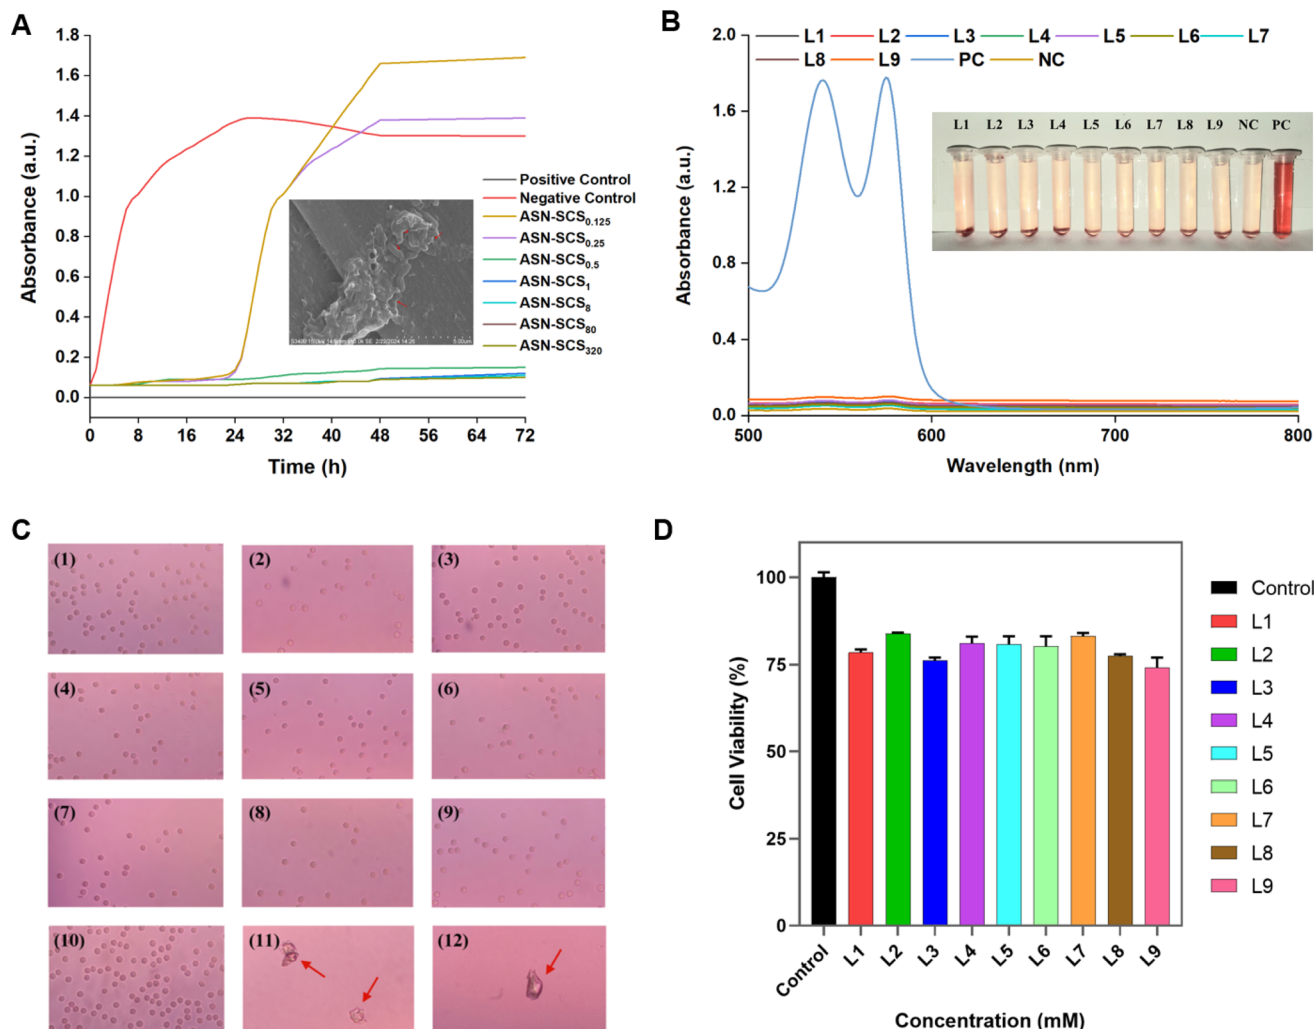 A
1.8
1.6
1.4
1.2
1.0
0.8
0.6
0.4
0.2
0.0
Absorbance (a.u.)
0 8 16 24 32 40 48 56 64 72
Time (h)
Positive Control
Negative Control
ASN-SCS0.125
ASN-SCS0.25
ASN-SCS0.5
ASN-SCS1
ASN-SCS8
ASN-SCS80
ASN-SCS320
5.00um
B
L1 L2 L3 L4 L5 L6 L7
L8 L9 PC NC
2.0
1.6
1.2
0.8
0.4
0.0
Absorbance (a.u.)
500 600 700 800
Wavelength (nm)
L1 L2 L3 L4 L5 L6 L7 L8 L9 NC PC
C
(1) (2) (3)
(4) (5) (6)
(7) (8) (9)
(10) (11) (12)
D
100
75
50
25
0
Cell Viability (%)
Control L1 L2 L3 L4 L5 L6 L7 L8 L9
Concentration (mM)
Control
L1
L2
L3
L4
L5
L6
L7
L8
L9